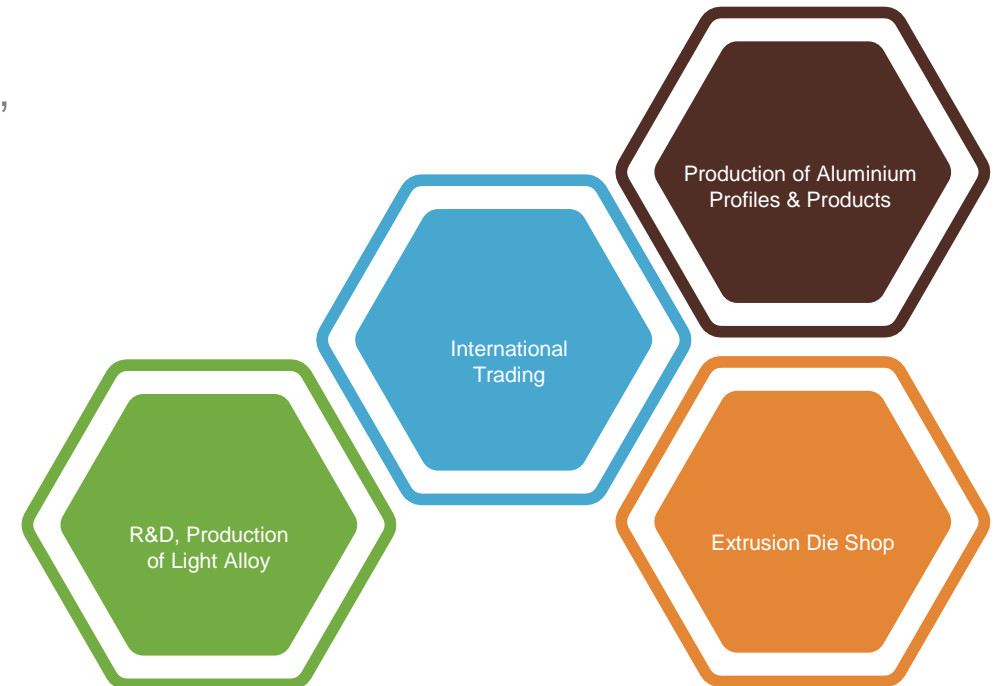 ,
Production of Aluminium
Profiles & Products
International
Trading
R&D, Production
of Light Alloy
Extrusion Die Shop